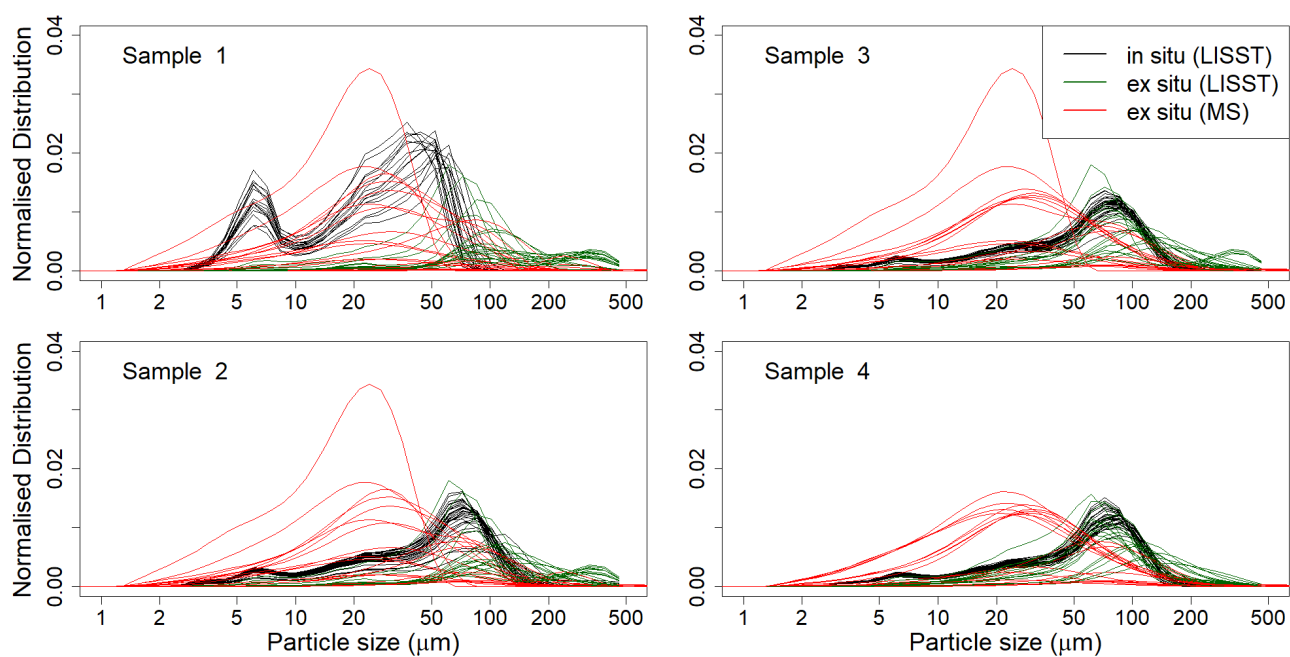 Normalised Distribution
0.00 0.02 0.04
Sample 1
1 2 5 10 20 50 100 200 500
0.00 0.02 0.04
Sample 3
in situ (LISST)
ex situ (LISST)
ex situ (MS)
1 2 5 10 20 50 100 200 500
Normalised Distribution
0.00 0.02 0.04
Sample 2
1 2 5 10 20 50 100 200 500
Particle size (μm)
0.00 0.02 0.04
Sample 4
1 2 5 10 20 50 100 200 500
Particle size (μm)